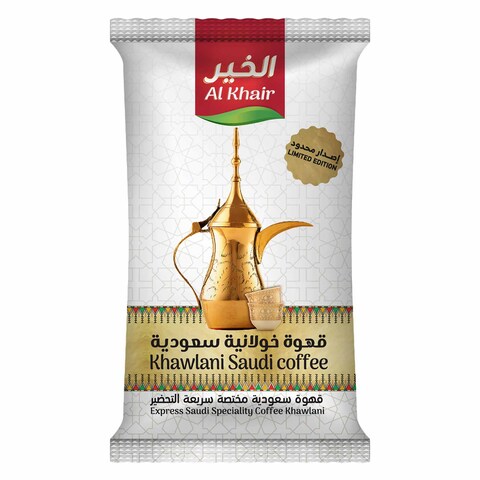 الخير
Al Khair
إصدار محدود
LIMITED EDITION
قهوة خولانية سعودية
Khawlani Saudi coffee
قهوة سعودية مختصة سريعة التحضير
Express Saudi Speciality Coffee Khawlani